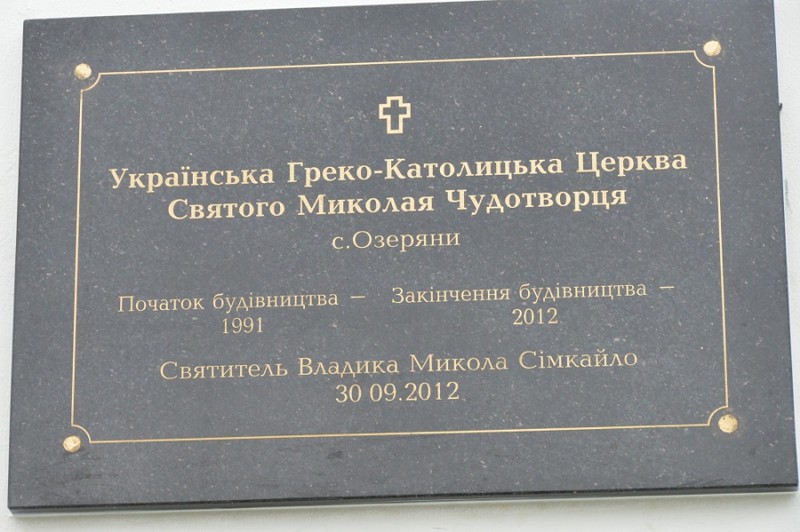 Українська Греко-Католицька Церква
Святого Миколая Чудотворця
с.Озеряни
Початок будівництва – Закінчення будівництва –
1991 2012
Святитель Владика Микола Сімкайло
30 09.2012